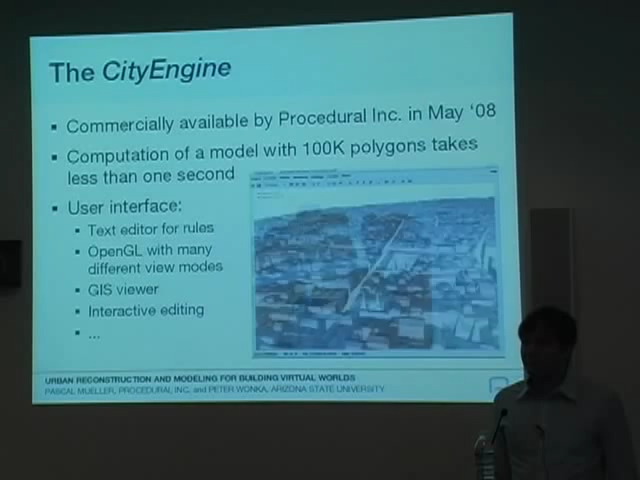 The CityEngine
▪ Commercially available by Procedural Inc. in May '08
▪ Computation of a model with 100K polygons takes
less than one second
▪ User interface:
▪ Text editor for rules
▪ OpenGL with many
different view modes
▪ GIS viewer
▪ Interactive editing
▪ ...
URBAN RECONSTRUCTION AND MODELING FOR BUILDING VIRTUAL WORLDS
PASCAL MUELLER, PROCEDURAL INC. and PETER WONKA, ARIZONA STATE UNIVERSITY